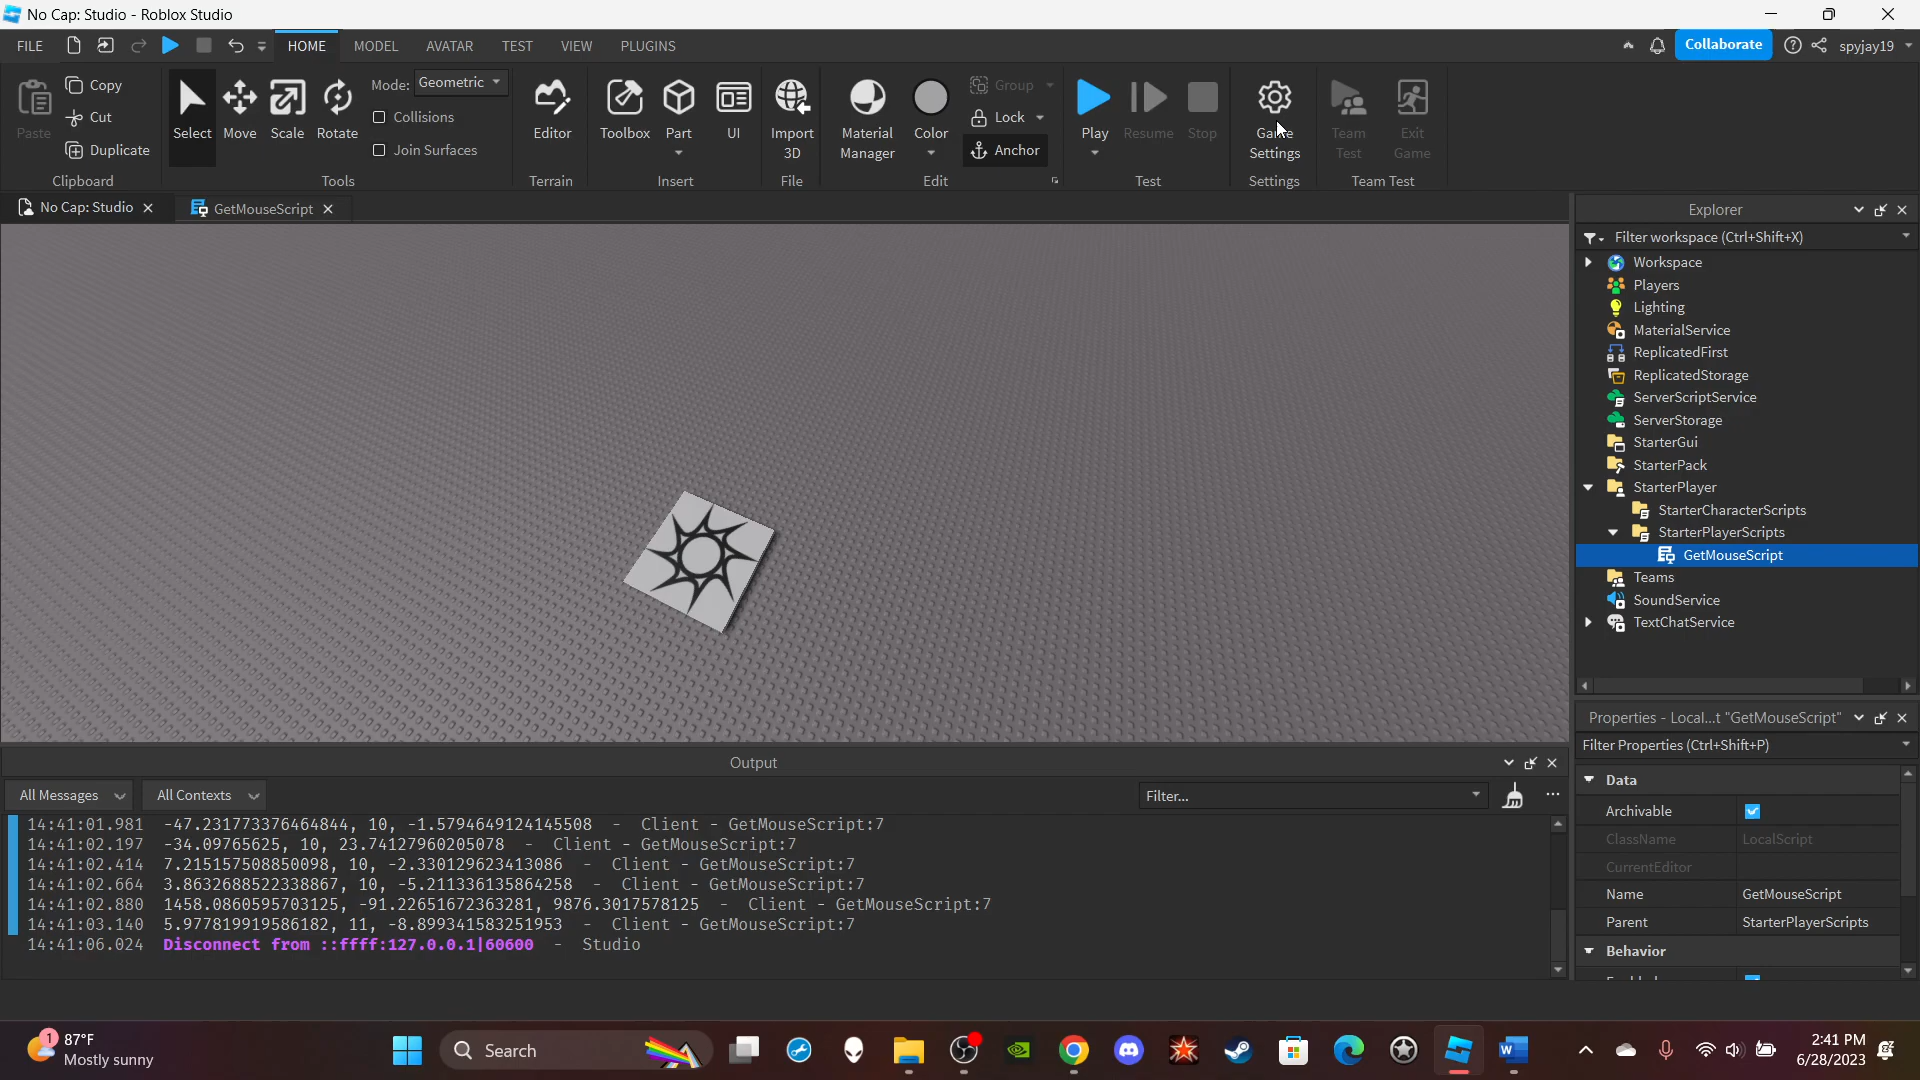 No Cap: Studio - Roblox Studio
FILE HOME MODEL AVATAR TEST VIEW PLUGINS Collaborate spyjay19
Paste Copy Cut Duplicate Clipboard
Select Move Scale Rotate Mode: Geometric Collisions Join Surfaces Tools
Editor Terrain
Toolbox Part UI Insert
Import 3D File
Material Manager Color Group Lock Anchor Edit
Play Resume Stop Test
Game Settings Settings
Team Test Exit Game Team Test
No Cap: Studio GetMouseScript
Explorer
Filter workspace (Ctrl+Shift+X)
Workspace
Players
Lighting
MaterialService
ReplicatedFirst
ReplicatedStorage
ServerScriptService
ServerStorage
StarterGui
StarterPack
StarterPlayer
StarterCharacterScripts
StarterPlayerScripts
GetMouseScript
Teams
SoundService
TextChatService
Properties - Local...t "GetMouseScript"
Filter Properties (Ctrl+Shift+P)
Data
Archivable
ClassName LocalScript
CurrentEditor
Name GetMouseScript
Parent StarterPlayerScripts
Behavior
Output
All Messages All Contexts Filter...
14:41:01.981 -47.231773376464844, 10, -1.5794649124145508 - Client - GetMouseScript:7
14:41:02.197 -34.09765625, 10, 23.74127960205078 - Client - GetMouseScript:7
14:41:02.414 7.215157508850098, 10, -2.330129623413086 - Client - GetMouseScript:7
14:41:02.664 3.8632688522338867, 10, -5.211336135864258 - Client - GetMouseScript:7
14:41:02.880 1458.0860595703125, -91.22651672363281, 9876.3017578125 - Client - GetMouseScript:7
14:41:03.140 5.977819919586182, 11, -8.899341583251953 - Client - GetMouseScript:7
14:41:06.024 Disconnect from ::ffff:127.0.0.1|60600 - Studio
1
87°F
Mostly sunny
Search
2:41 PM
6/28/2023